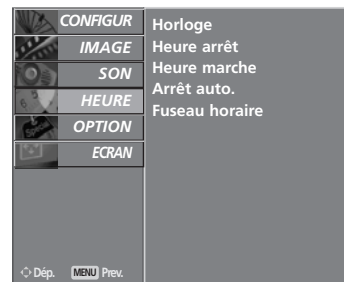 CONFIGUR
IMAGE
SON
HEURE
OPTION
ECRAN
Horloge
Heure arrêt
Heure marche
Arrêt auto.
Fuseau horaire
Dép. MENU Prev.